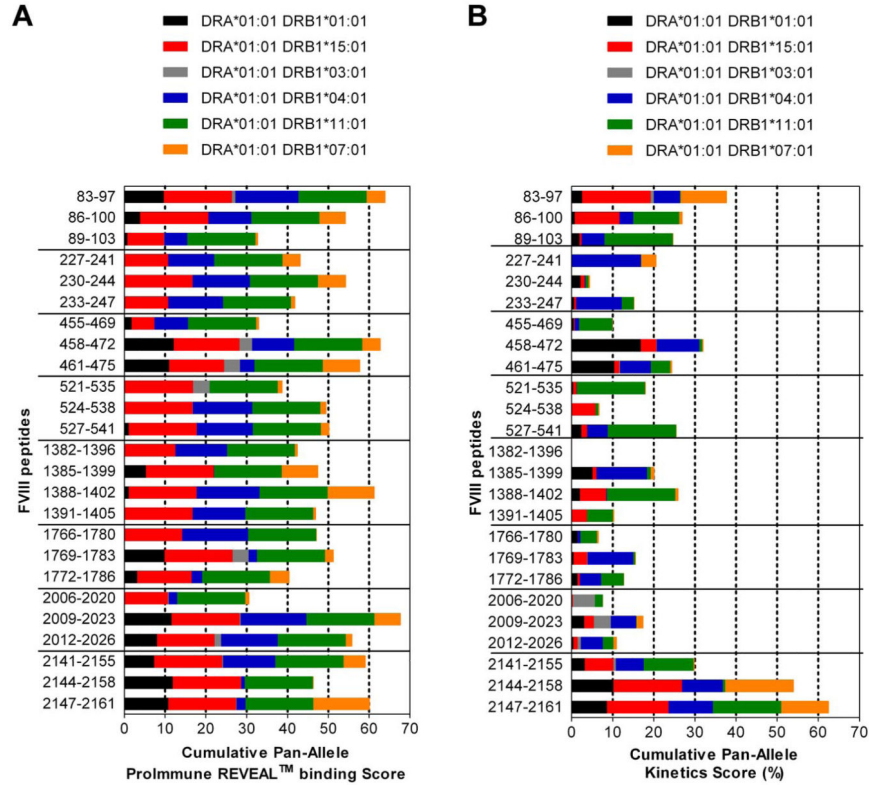 A
DRA*01:01 DRB1*01:01
DRA*01:01 DRB1*15:01
DRA*01:01 DRB1*03:01
DRA*01:01 DRB1*04:01
DRA*01:01 DRB1*11:01
DRA*01:01 DRB1*07:01
FVIII peptides
83-97
86-100
89-103
227-241
230-244
233-247
455-469
458-472
461-475
521-535
524-538
527-541
1382-1396
1385-1399
1388-1402
1391-1405
1766-1780
1769-1783
1772-1786
2006-2020
2009-2023
2012-2026
2141-2155
2144-2158
2147-2161
0 10 20 30 40 50 60 70
Cumulative Pan-Allele
ProImmune REVEAL™ binding Score
B
DRA*01:01 DRB1*01:01
DRA*01:01 DRB1*15:01
DRA*01:01 DRB1*03:01
DRA*01:01 DRB1*04:01
DRA*01:01 DRB1*11:01
DRA*01:01 DRB1*07:01
FVIII peptides
83-97
86-100
89-103
227-241
230-244
233-247
455-469
458-472
461-475
521-535
524-538
527-541
1382-1396
1385-1399
1388-1402
1391-1405
1766-1780
1769-1783
1772-1786
2006-2020
2009-2023
2012-2026
2141-2155
2144-2158
2147-2161
0 10 20 30 40 50 60 70
Cumulative Pan-Allele
Kinetics Score (%)